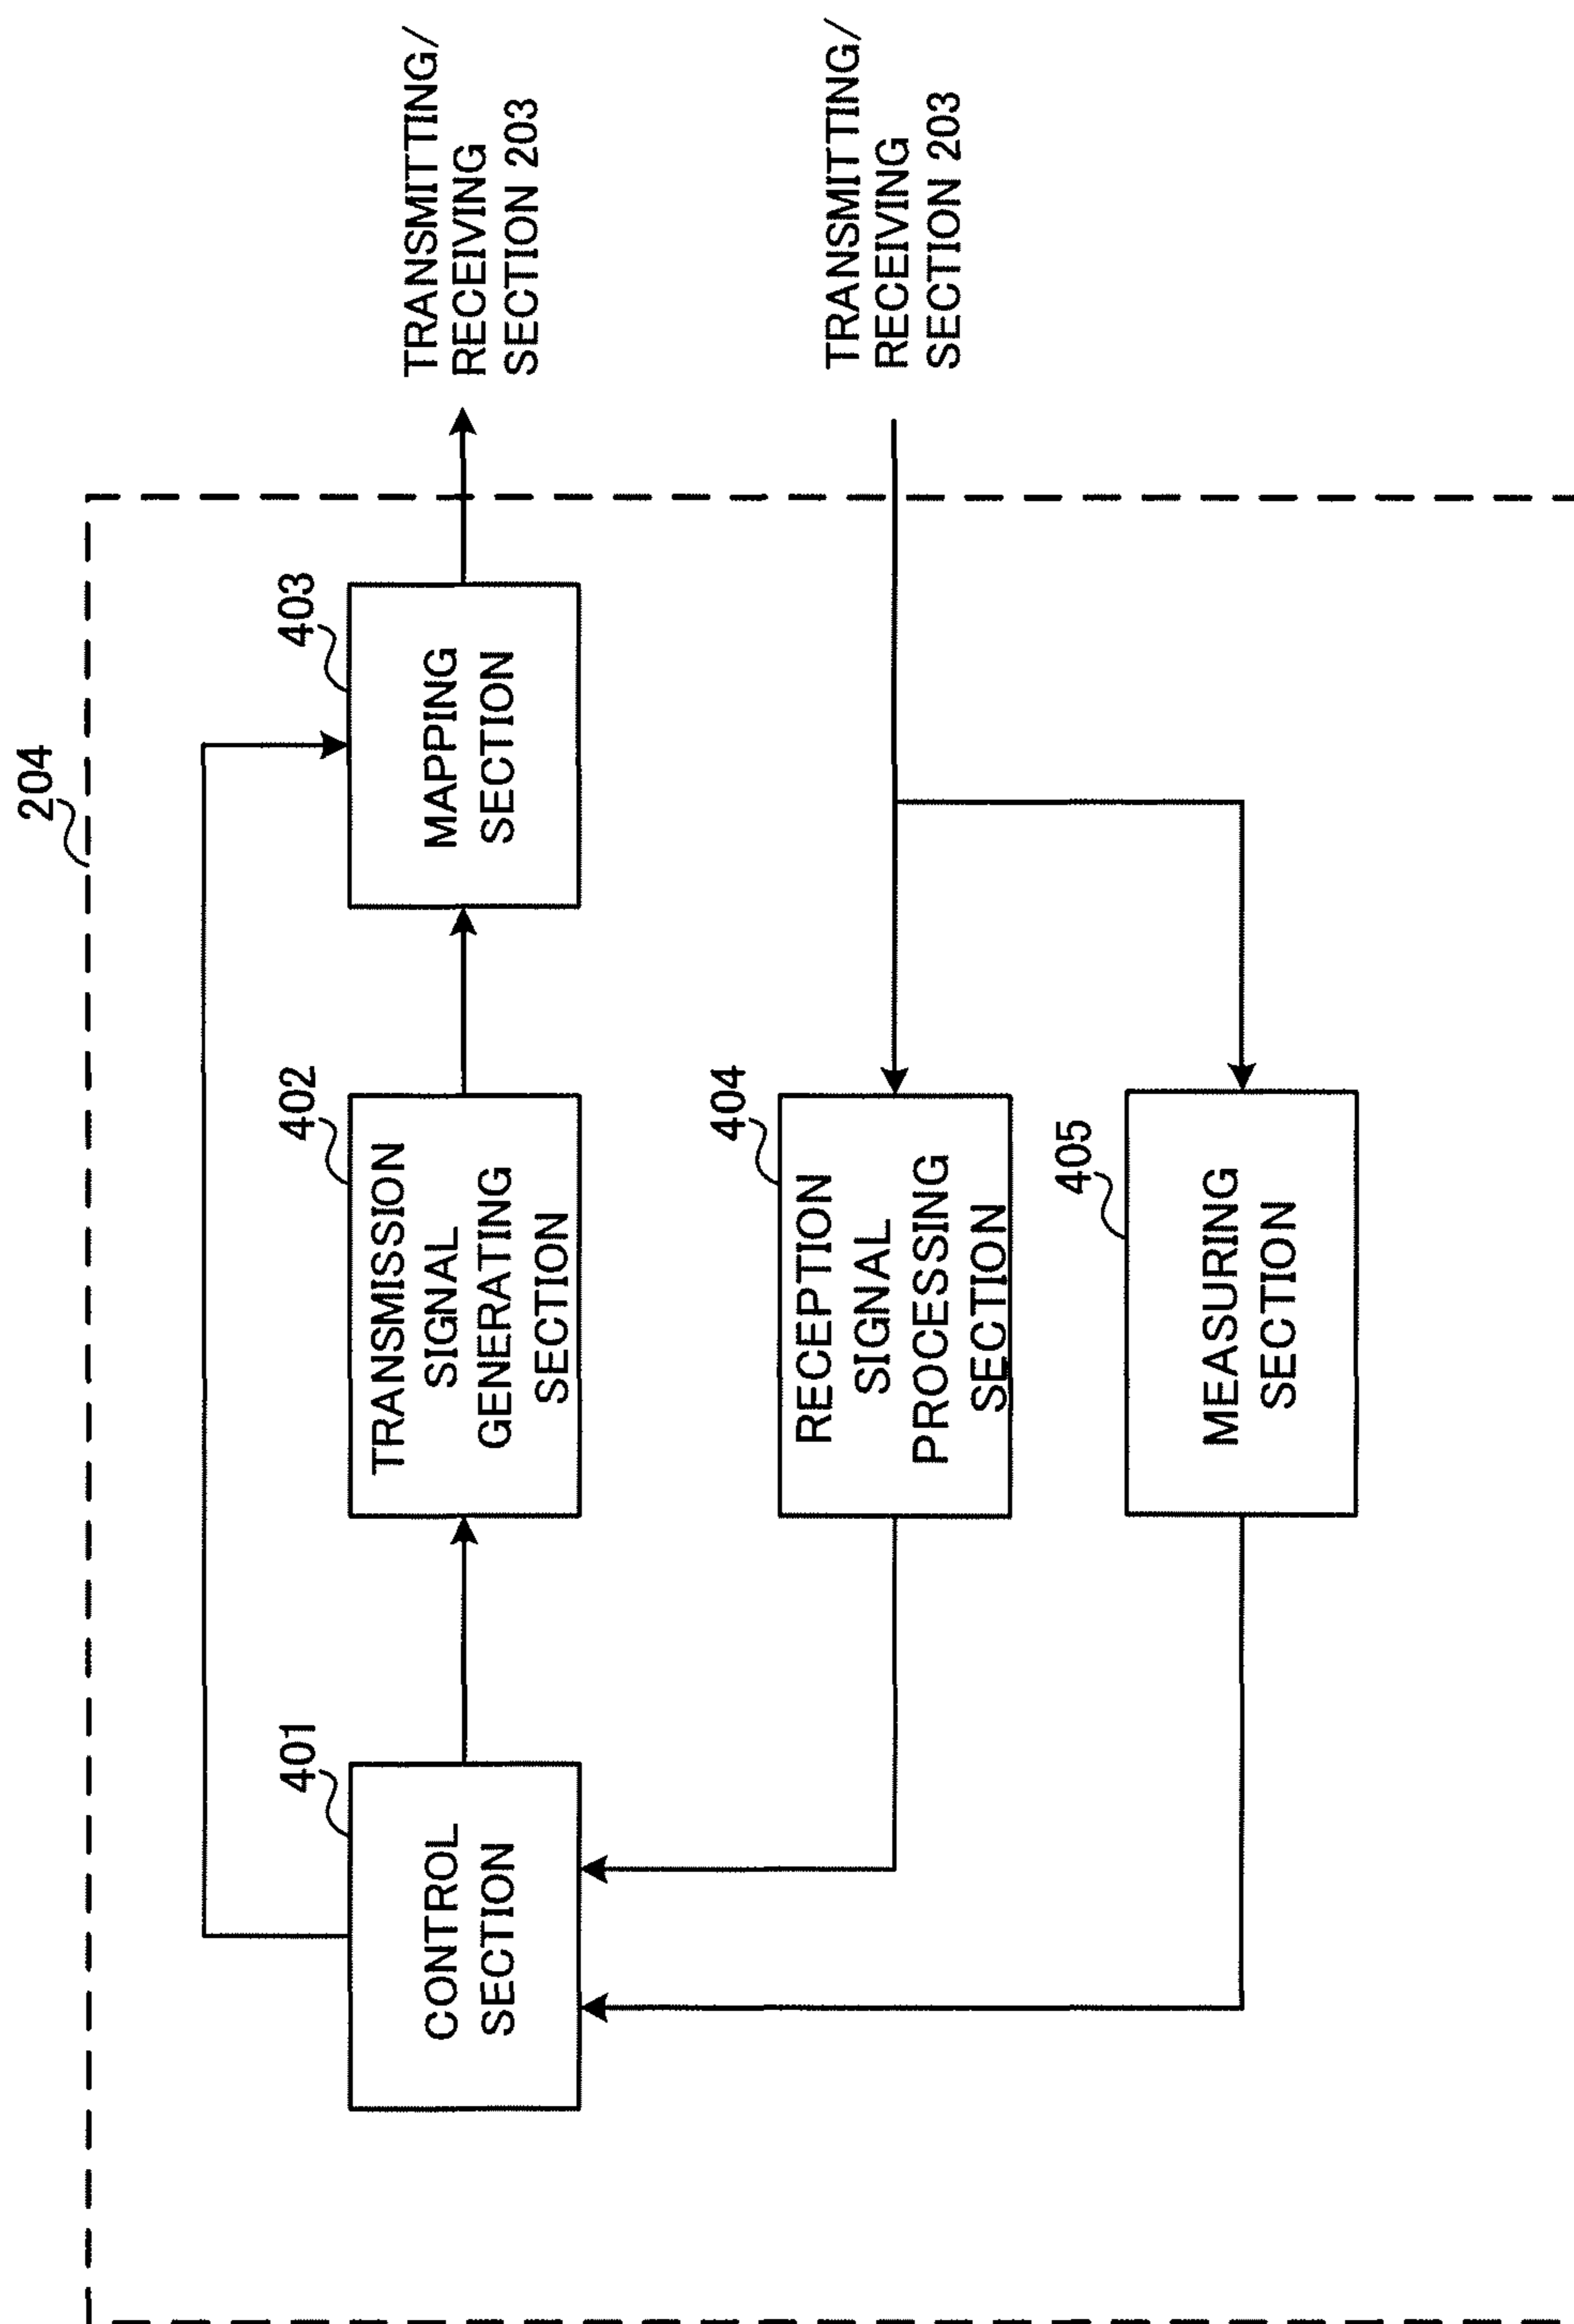 204
401
CONTROL
SECTION
402
TRANSMISSION
SIGNAL
GENERATING
SECTION
403
MAPPING
SECTION
TRANSMITTING/
RECEIVING
SECTION 203
404
RECEPTION
SIGNAL
PROCESSING
SECTION
TRANSMITTING/
RECEIVING
SECTION 203
405
MEASURING
SECTION